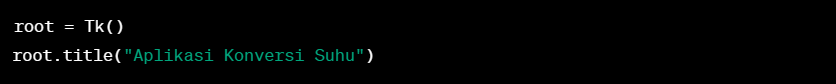 root = Tk()
root.title("Aplikasi Konversi Suhu")